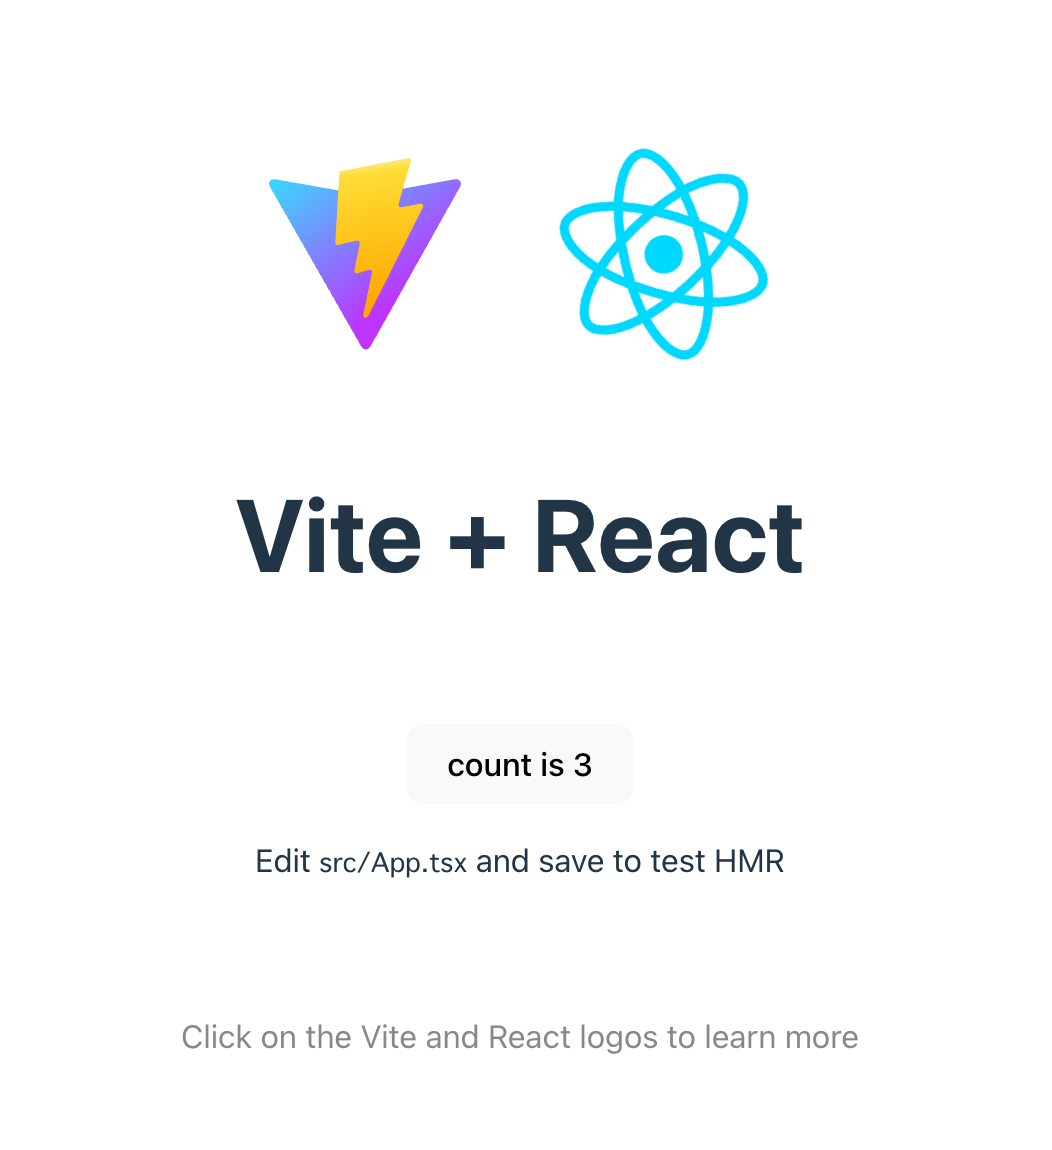 Vite + React
count is 3
Edit src/App.tsx and save to test HMR
Click on the Vite and React logos to learn more